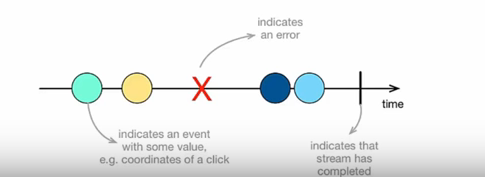 indicates
an error
X
time
indicates an event
with some value,
e.g. coordinates of a click
indicates that
stream has
completed